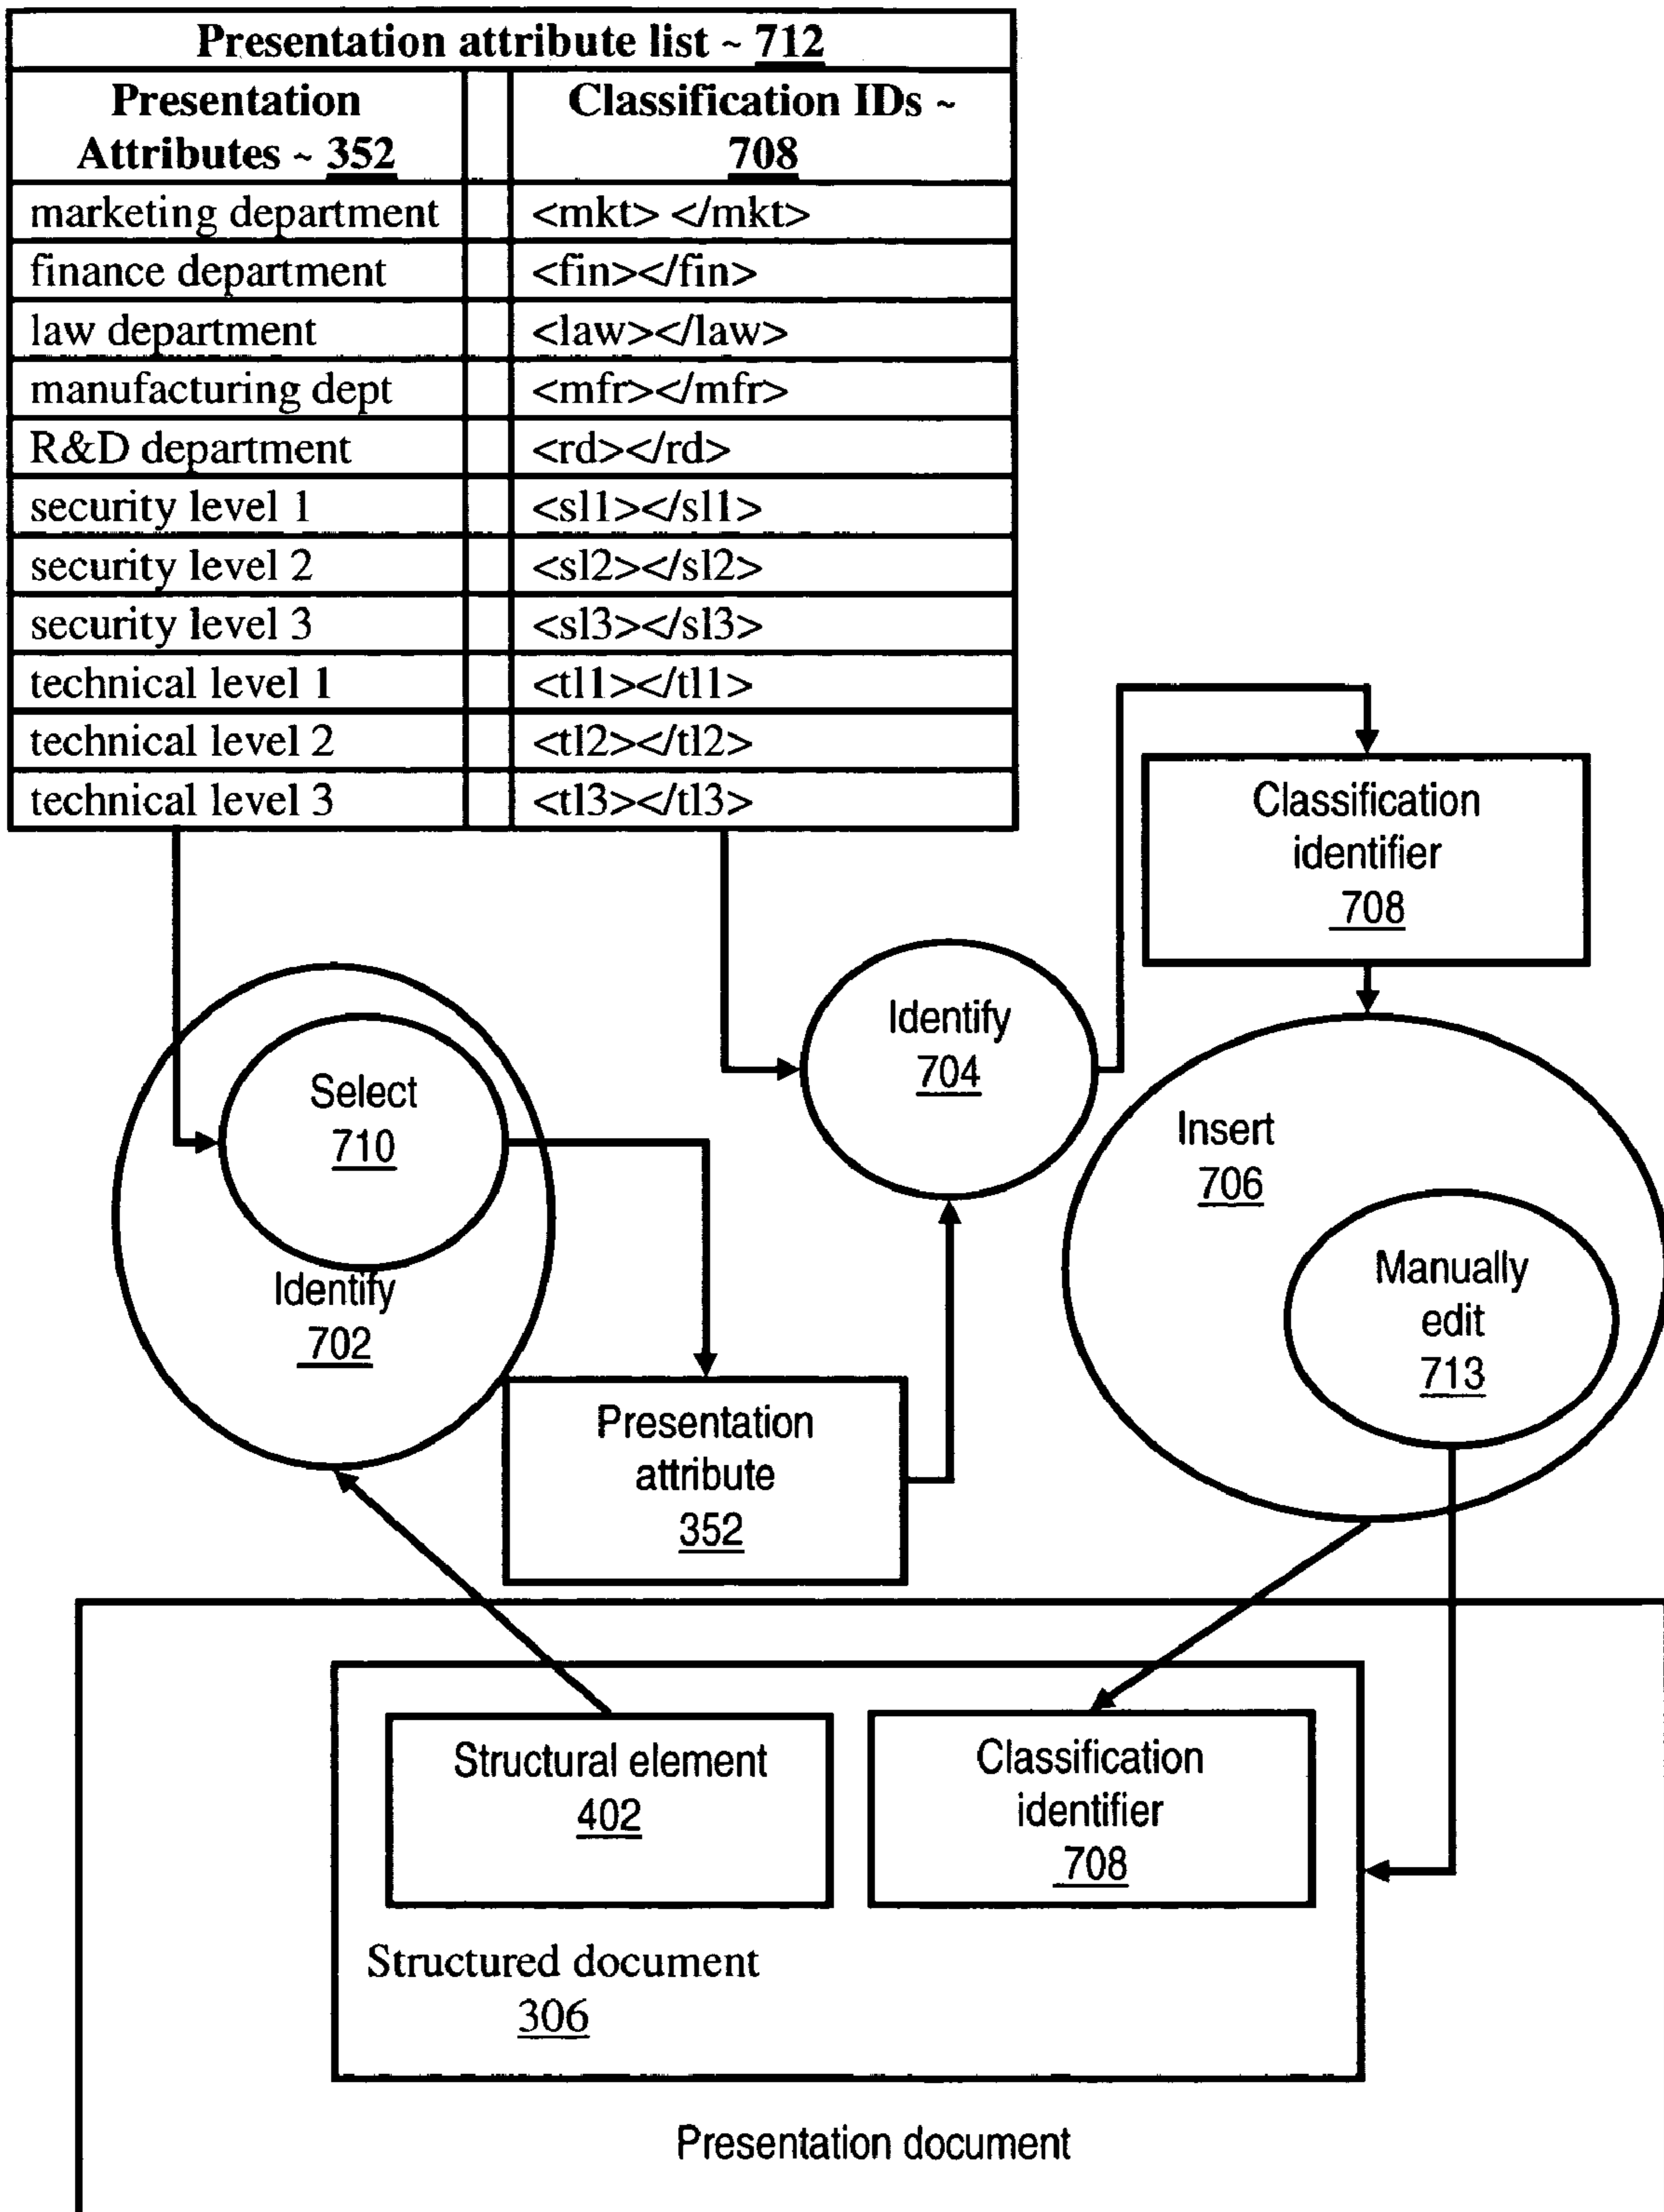 Presentation attribute list ~ 712
Presentation
Attributes ~ 352
Classification IDs ~
708
marketing department <mkt> </mkt>
finance department <fin></fin>
law department <law></law>
manufacturing dept <mfr></mfr>
R&D department <rd></rd>
security level 1 <sl1></sl1>
security level 2 <sl2></sl2>
security level 3 <sl3></sl3>
technical level 1 <tl1></tl1>
technical level 2 <tl2></tl2>
technical level 3 <tl3></tl3>
Classification
identifier
708
Identify
704
Select
710
Identify
702
Insert
706
Manually
edit
713
Presentation
attribute
352
Structural element
402
Classification
identifier
708
Structured document
306
Presentation document